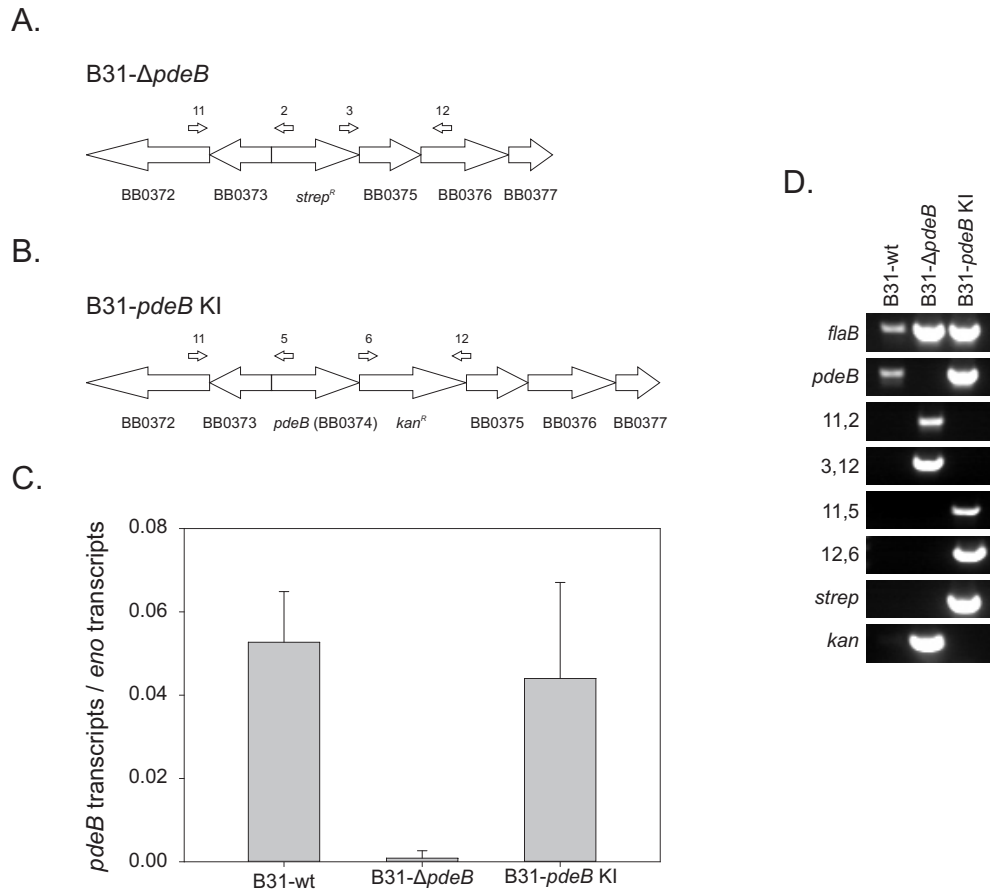 A.
B31-ΔpdeB
11 2 3 12
BB0372 BB0373 strepᴿ BB0375 BB0376 BB0377
B.
B31-pdeB KI
11 5 6 12
BB0372 BB0373 pdeB (BB0374) kanᴿ BB0375 BB0376 BB0377
C.
pdeB transcripts / eno transcripts
0.08
0.06
0.04
0.02
0.00
B31-wt B31-ΔpdeB B31-pdeB KI
D.
B31-wt
B31-ΔpdeB
B31-pdeB KI
flaB
pdeB
11,2
3,12
11,5
12,6
strep
kan